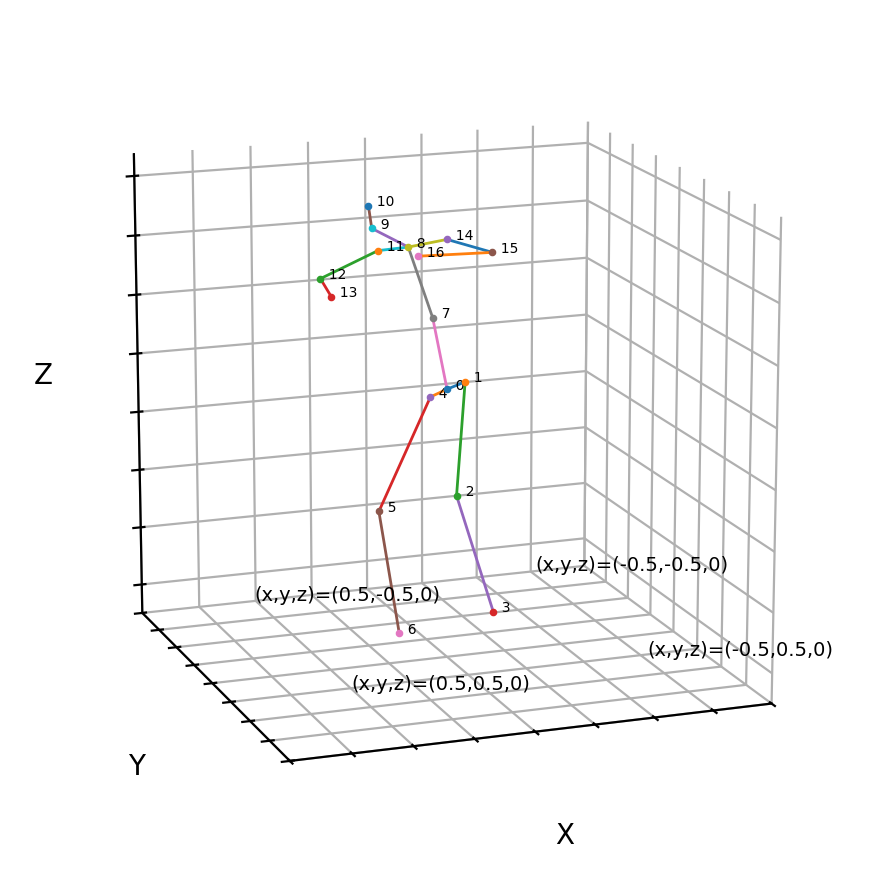 10
9
14
11 8 15
16
12
13
7
Z
1
0
4
2
5
(x,y,z)=(-0.5,-0.5,0)
(x,y,z)=(0.5,-0.5,0)
3
6
(x,y,z)=(-0.5,0.5,0)
(x,y,z)=(0.5,0.5,0)
Y
X